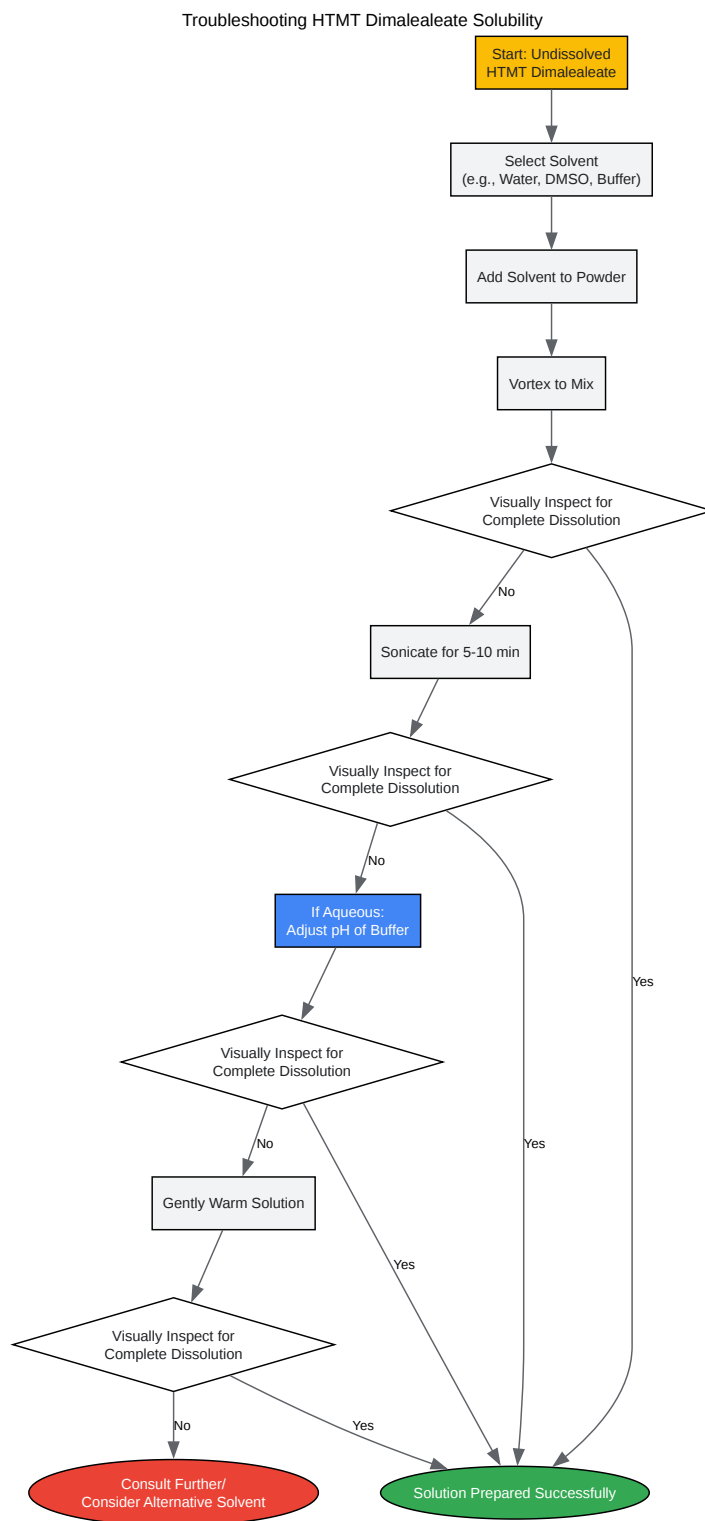 Troubleshooting HTMT Dimalealeate Solubility
Start: Undissolved
HTMT Dimalealeate
Select Solvent
(e.g., Water, DMSO, Buffer)
Add Solvent to Powder
Vortex to Mix
Visually Inspect for
Complete Dissolution
No
Sonicate for 5-10 min
Visually Inspect for
Complete Dissolution
No
If Aqueous:
Adjust pH of Buffer
Yes
Visually Inspect for
Complete Dissolution
No
Yes
Gently Warm Solution
Yes
Visually Inspect for
Complete Dissolution
No
Yes
Consult Further/
Consider Alternative Solvent
Solution Prepared Successfully